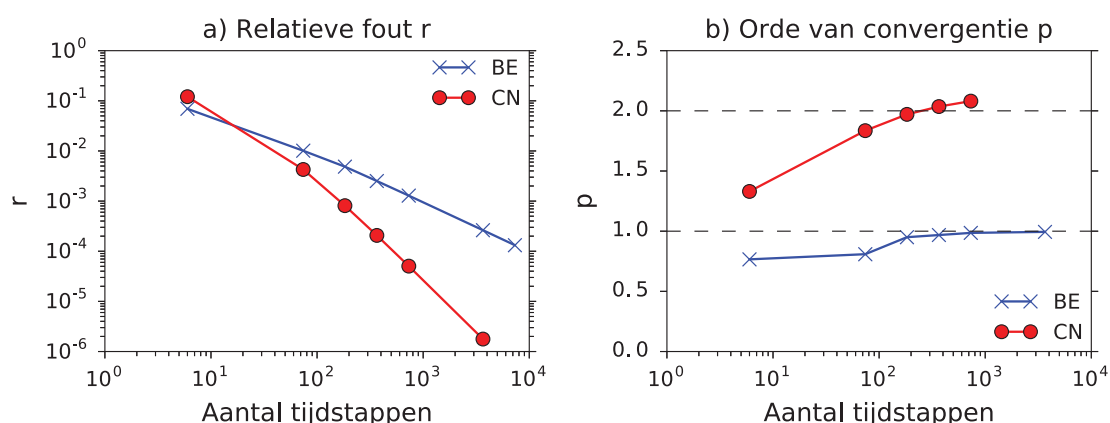 a) Relatieve fout r
10^0
10^-1
10^-2
10^-3
10^-4
10^-5
10^-6
r
BE
CN
10^0 10^1 10^2 10^3 10^4
Aantal tijdstappen
b) Orde van convergentie p
2.5
2.0
1.5
1.0
0.5
0.0
p
BE
CN
10^0 10^1 10^2 10^3 10^4
Aantal tijdstappen